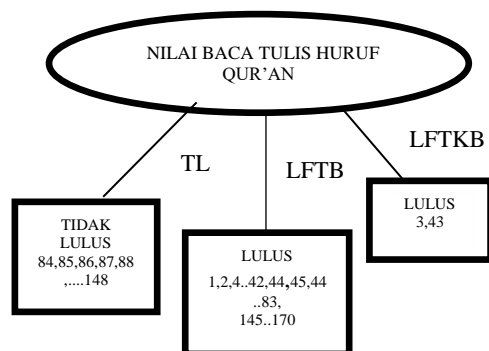 NILAI BACA TULIS HURUF
QUR'AN
TL
LFTB
LFTKB
TIDAK
LULUS
84,85,86,87,88
,....148
LULUS
1,2,4..42,44,45,44
..83,
145..170
LULUS
3,43